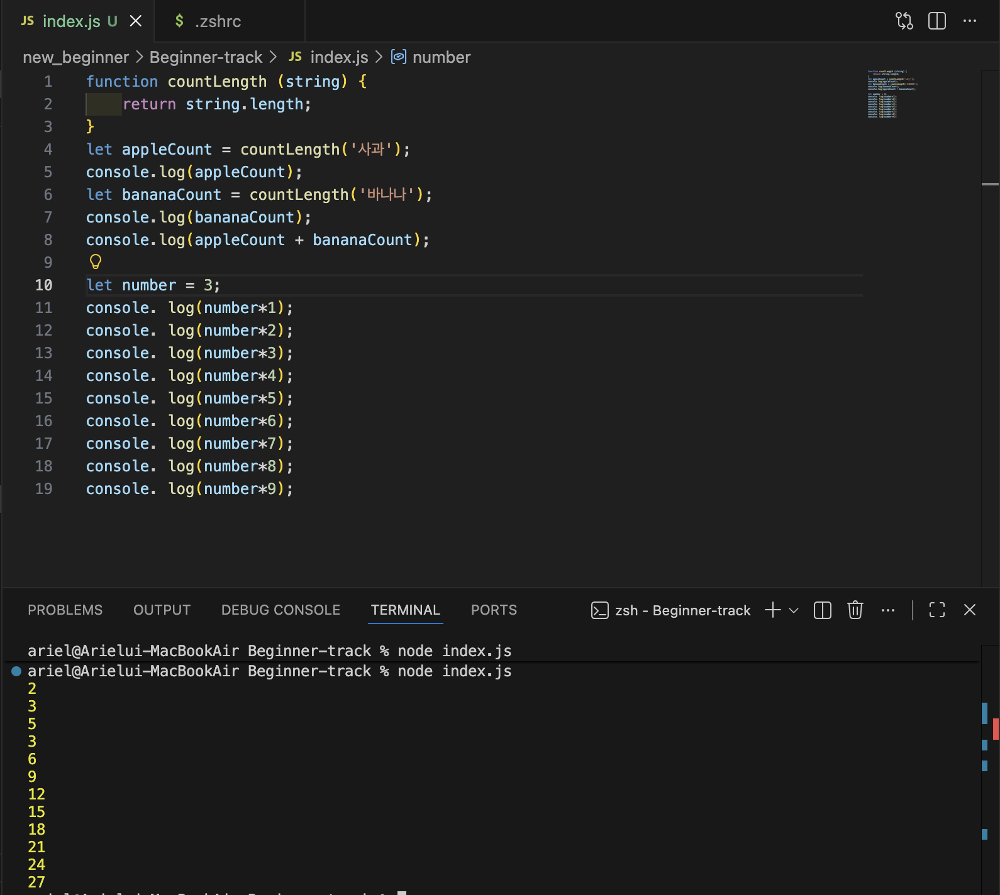 JS index.js U
$ .zshrc
new_beginner > Beginner-track > JS index.js > number
1 function countLength (string) {
2 return string.length;
3 }
4 let appleCount = countLength('사과');
5 console.log(appleCount);
6 let bananaCount = countLength('바나나');
7 console.log(bananaCount);
8 console.log(appleCount + bananaCount);
9
10 let number = 3;
11 console. log(number*1);
12 console. log(number*2);
13 console. log(number*3);
14 console. log(number*4);
15 console. log(number*5);
16 console. log(number*6);
17 console. log(number*7);
18 console. log(number*8);
19 console. log(number*9);
PROBLEMS OUTPUT DEBUG CONSOLE TERMINAL PORTS zsh - Beginner-track
ariel@Arielui-MacBookAir Beginner-track % node index.js
ariel@Arielui-MacBookAir Beginner-track % node index.js
2
3
5
3
6
9
12
15
18
21
24
27